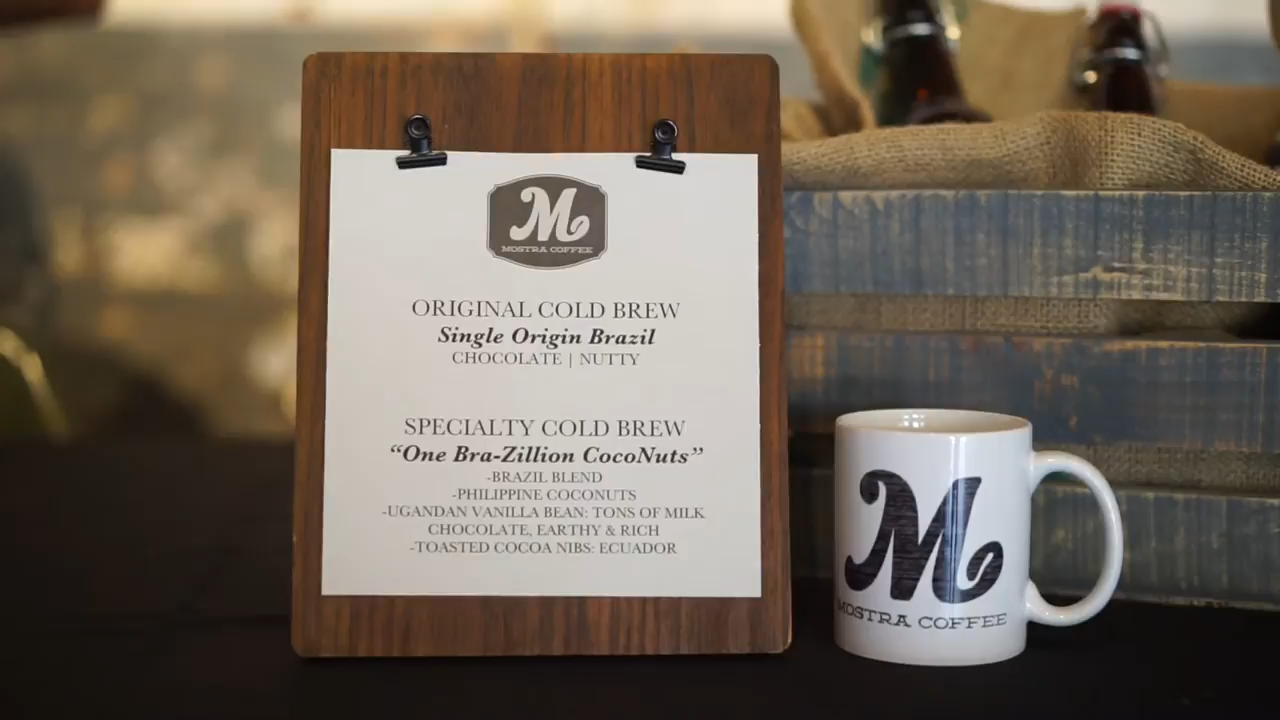 M
MOSTRA COFFEE
ORIGINAL COLD BREW
Single Origin Brazil
CHOCOLATE | NUTTY
SPECIALTY COLD BREW
“One Bra-Zillion CocoNuts”
-BRAZIL BLEND
-PHILIPPINE COCONUTS
-UGANDAN VANILLA BEAN: TONS OF MILK
CHOCOLATE, EARTHY & RICH
-TOASTED COCOA NIBS: ECUADOR
M
MOSTRA COFFEE